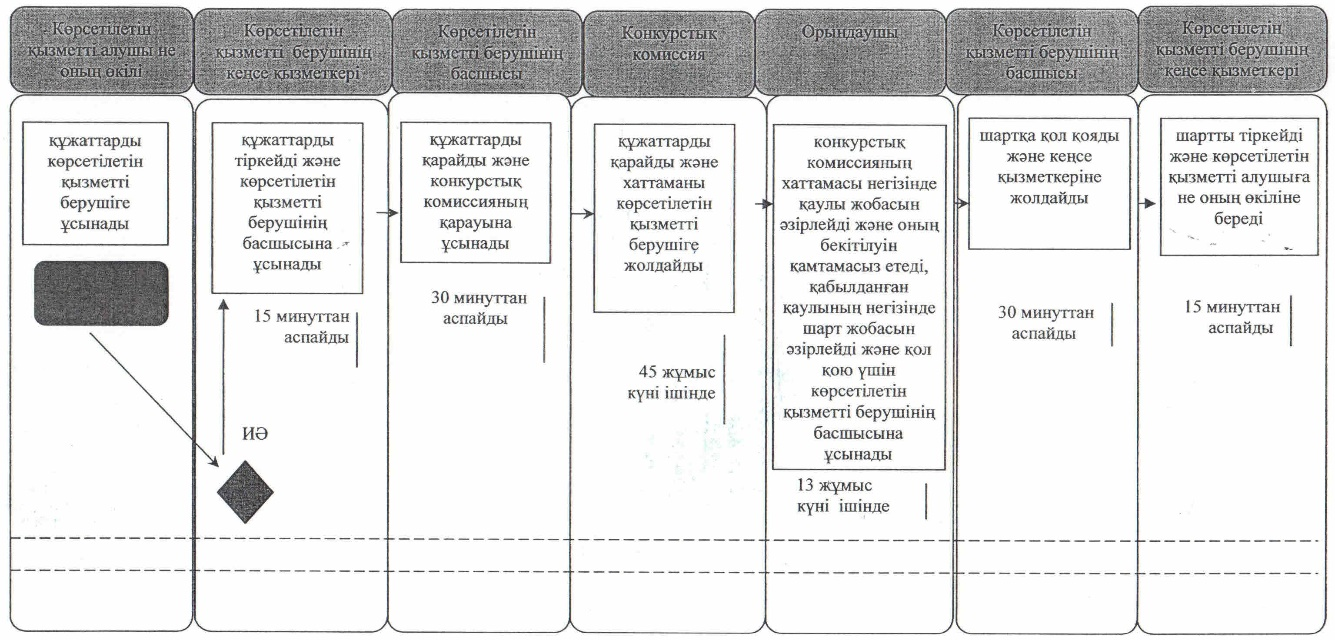 Көрсетілетін
қызметті алушы не
оның өкілі
Көрсетілетін
қызметті берушінің
кеңсе қызметкері
Көрсетілетін
қызметті берушінің
басшысы
Конкурстық
комиссия
Орындаушы
Көрсетілетін
қызметті берушінің
басшысы
Көрсетілетін
қызметті берушінің
кеңсе қызметкері
құжаттарды
көрсетілетін
қызметті
берушіге
ұсынады
құжаттарды
тіркейді және
көрсетілетін
қызметті
берушінің
басшысына
ұсынады
15 минуттан
аспайды
ИӘ
құжаттарды
қарайды және
конкурстық
комиссияның
қарауына
ұсынады
30 минуттан
аспайды
құжаттарды
қарайды және
хаттаманы
көрсетілетін
қызметті
берушіге
жолдайды
45 жұмыс
күні ішінде
конкурстық
комиссияның
хаттамасы негізінде
қаулы жобасын
әзірлейді және оның
бекітілуін
қамтамасыз етеді,
қабылданған
қаулының негізінде
шарт жобасын
әзірлейді және қол
қою үшін
көрсетілетін
қызметті берушінің
басшысына
ұсынады
13 жұмыс
күні ішінде
шартқа қол қояды
және кеңсе
қызметкеріне
жолдайды
30 минуттан
аспайды
шартты тіркейді
және көрсетілетін
қызметті алушыға
не оның өкіліне
береді
15 минуттан
аспайды